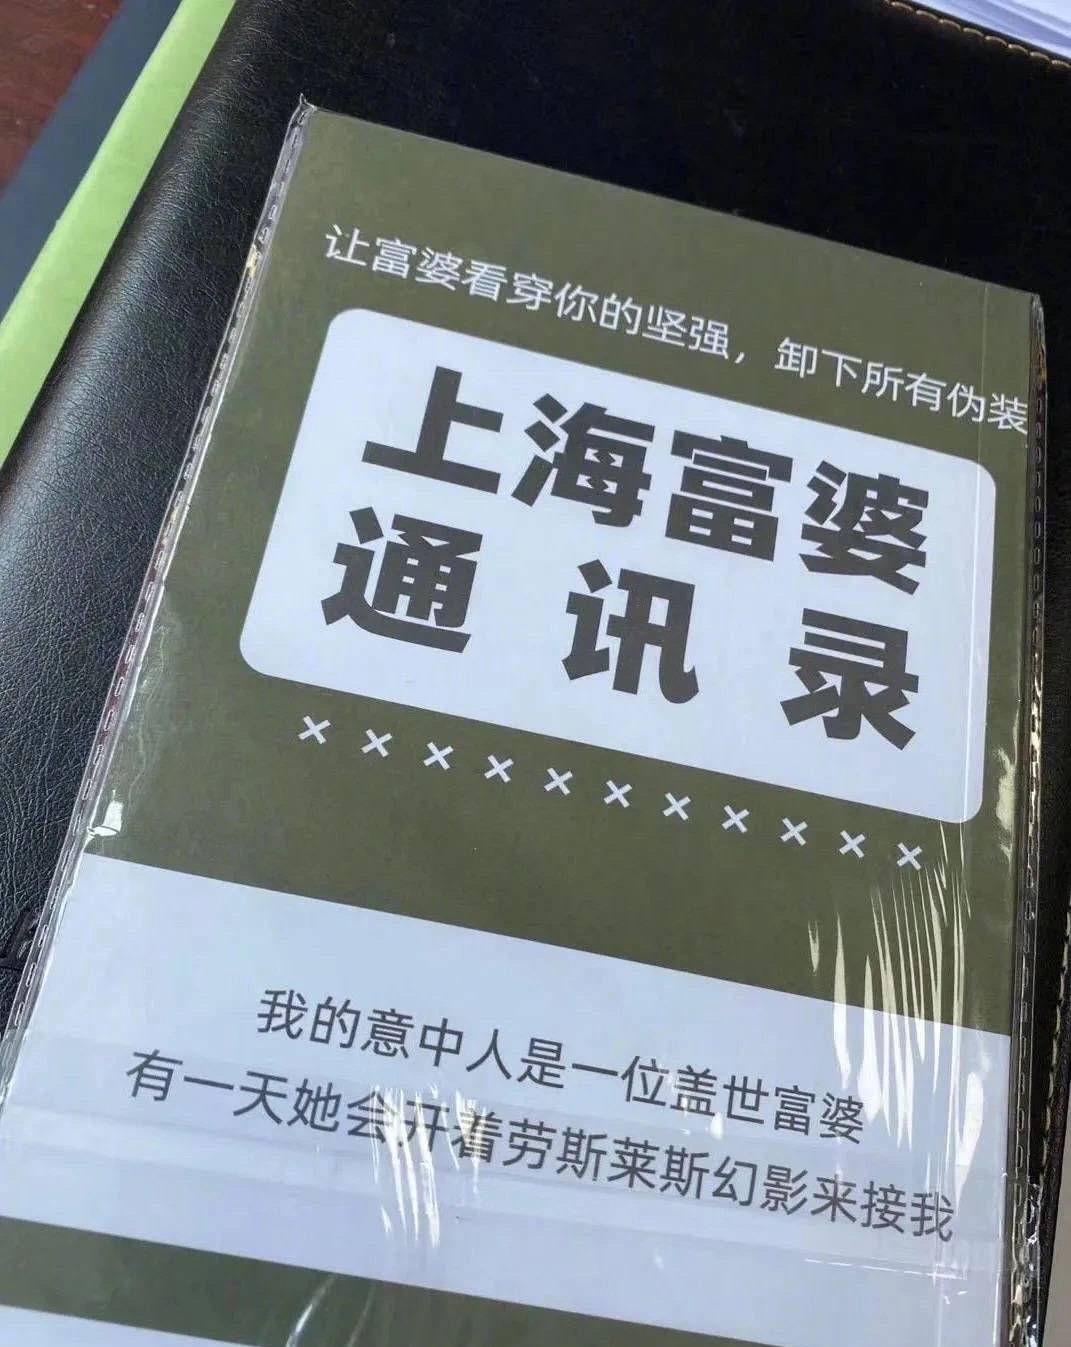 让富婆看穿你的坚强，卸下所有伪装
上海富婆
通讯录
×××××××××××
我的意中人是一位盖世富婆
有一天她会开着劳斯莱斯幻影来接我